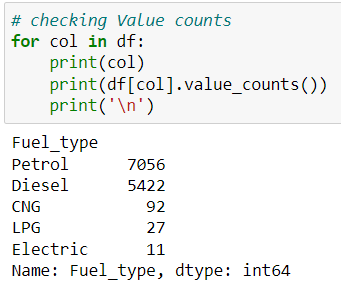 # checking Value counts
for col in df:
    print(col)
    print(df[col].value_counts())
    print('\n')
Fuel_type
Petrol      7056
Diesel      5422
CNG           92
LPG           27
Electric      11
Name: Fuel_type, dtype: int64